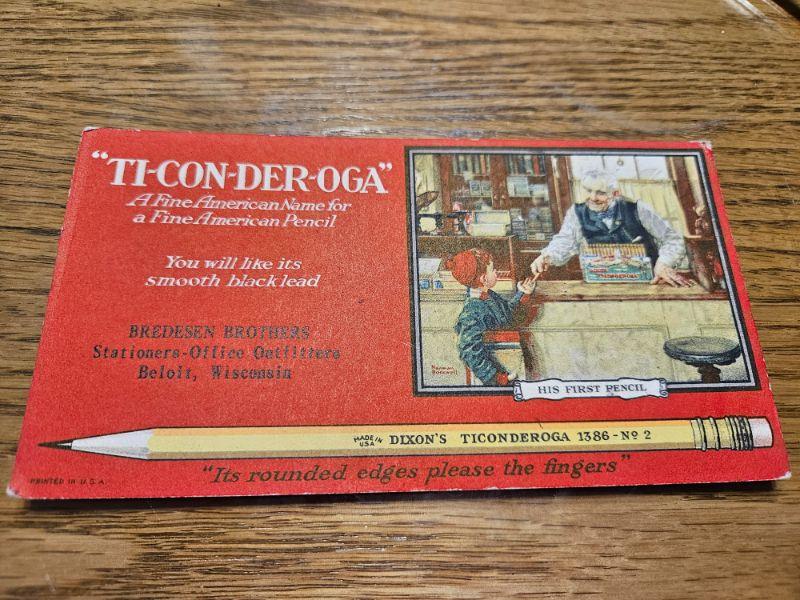 "TI-CON-DER-OGA"
A Fine American Name for
a Fine American Pencil
You will like its
smooth black lead
BREDESEN BROTHERS
Stationers-Office Outfitters
Beloit, Wisconsin
Norman
Rockwell
HIS FIRST PENCIL
MADE IN
USA
DIXON'S TICONDEROGA 1386 - Nº 2
"Its rounded edges please the fingers"
PRINTED IN U.S.A.